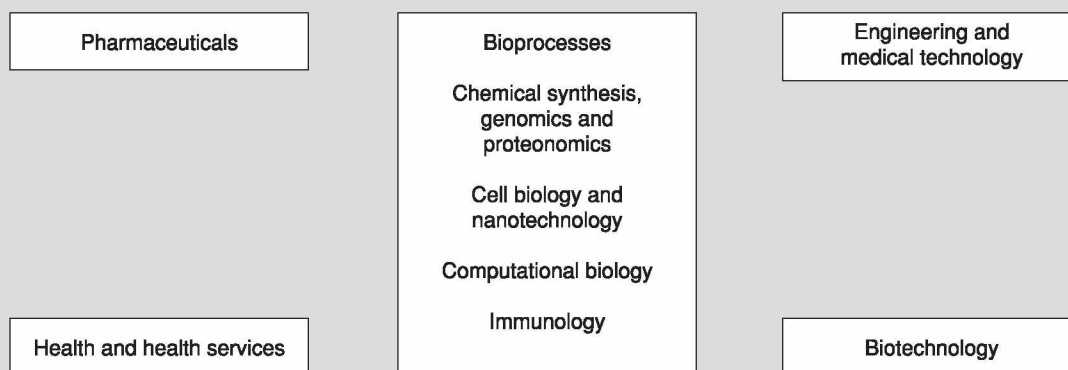 Pharmaceuticals
Bioprocesses
Chemical synthesis,
genomics and
proteonomics
Cell biology and
nanotechnology
Computational biology
Immunology
Engineering and
medical technology
Health and health services
Biotechnology